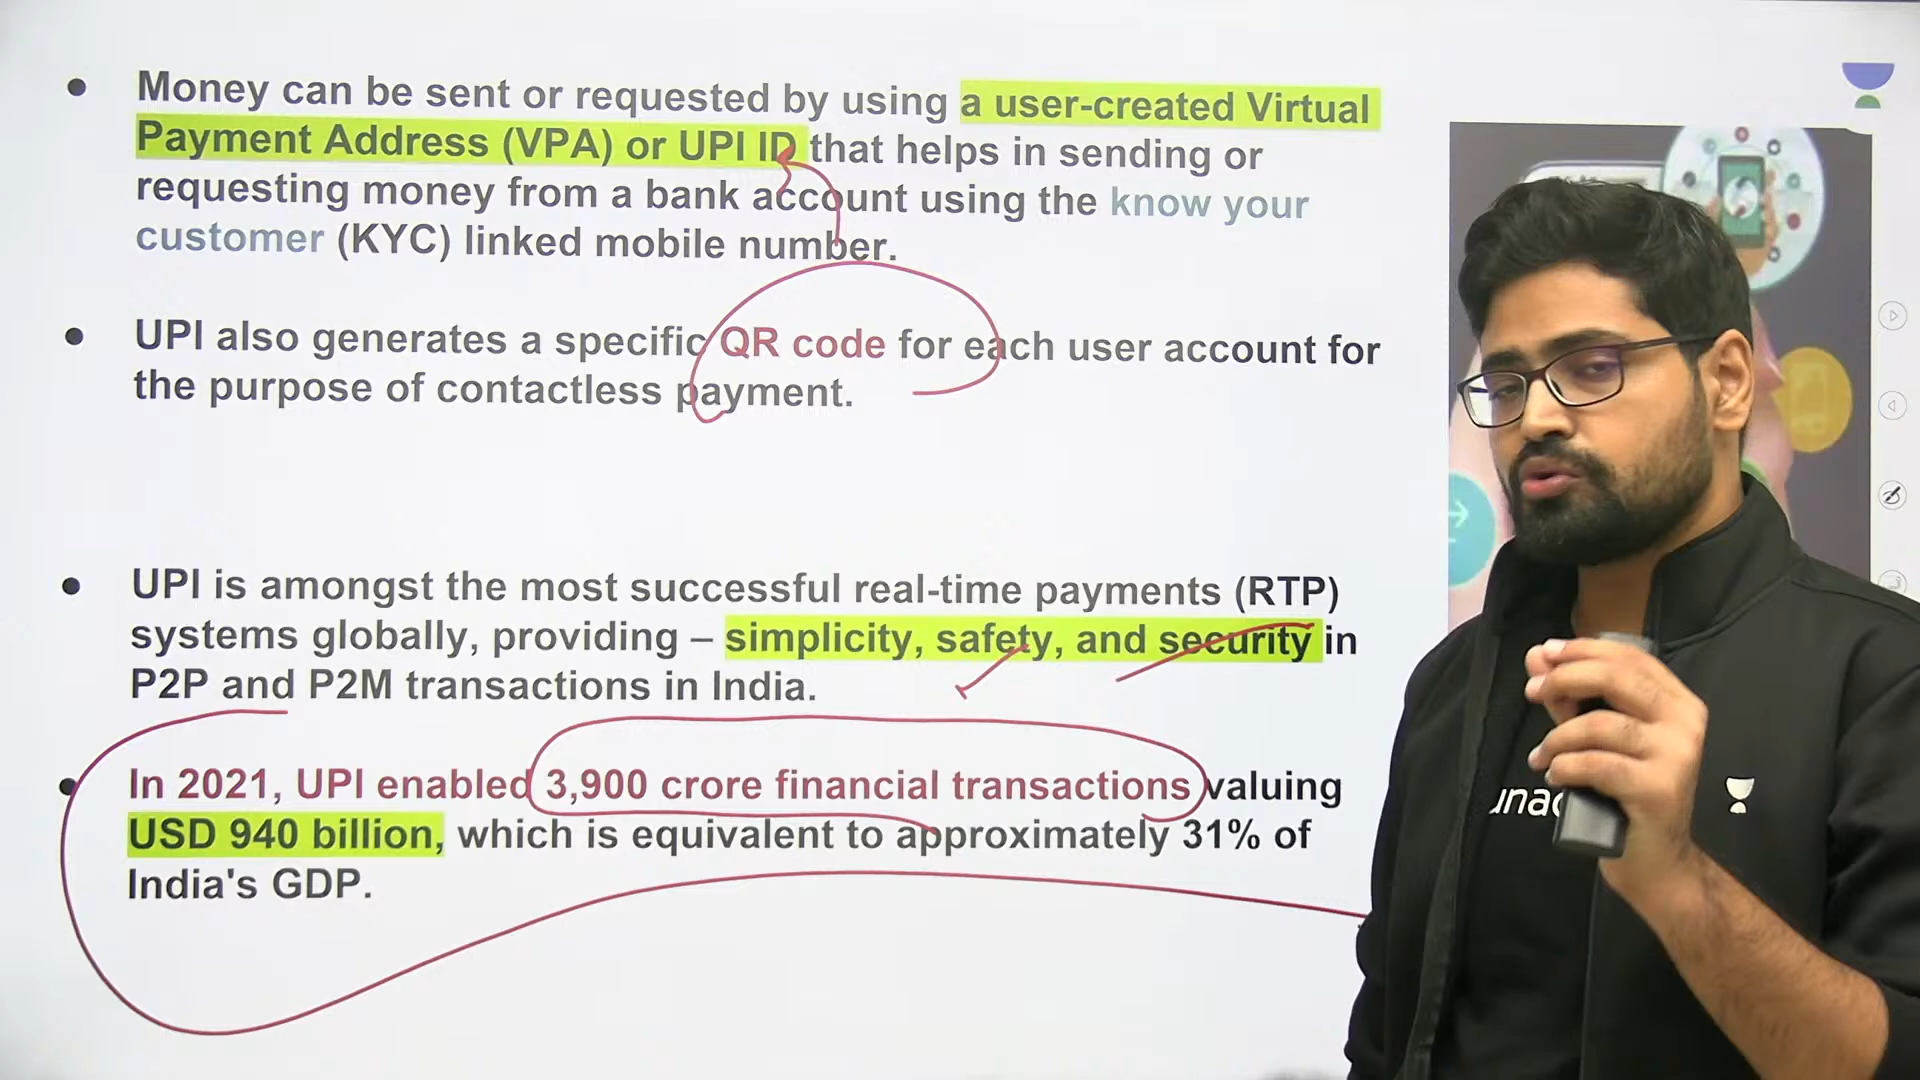 Money can be sent or requested by using a user-created Virtual
Payment Address (VPA) or UPI ID that helps in sending or
requesting money from a bank account using the know your
customer (KYC) linked mobile number.
UPI also generates a specific QR code for each user account for
the purpose of contactless payment.
UPI is amongst the most successful real-time payments (RTP)
systems globally, providing – simplicity, safety, and security in
P2P and P2M transactions in India.
In 2021, UPI enabled 3,900 crore financial transactions valuing
USD 940 billion, which is equivalent to approximately 31% of
India's GDP.